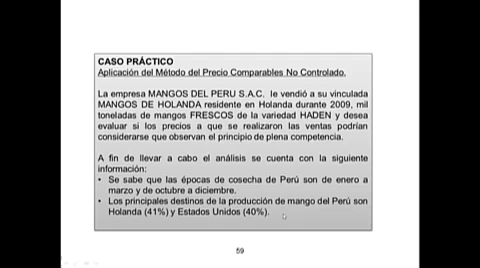 CASO PRÁCTICO
Aplicación del Método del Precio Comparables No Controlado.
La empresa MANGOS DEL PERU S.A.C. le vendió a su vinculada
MANGOS DE HOLANDA residente en Holanda durante 2009, mil
toneladas de mangos FRESCOS de la variedad HADEN y desea
evaluar si los precios a que se realizaron las ventas podrían
considerarse que observan el principio de plena competencia.
A fin de llevar a cabo el análisis se cuenta con la siguiente
información:
• Se sabe que las épocas de cosecha de Perú son de enero a
marzo y de octubre a diciembre.
• Los principales destinos de la producción de mango del Perú son
Holanda (41%) y Estados Unidos (40%).
59